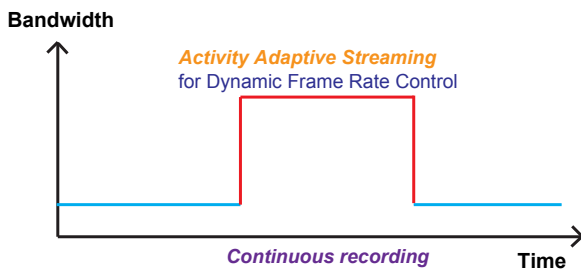 Bandwidth
Activity Adaptive Streaming
for Dynamic Frame Rate Control
Continuous recording
Time